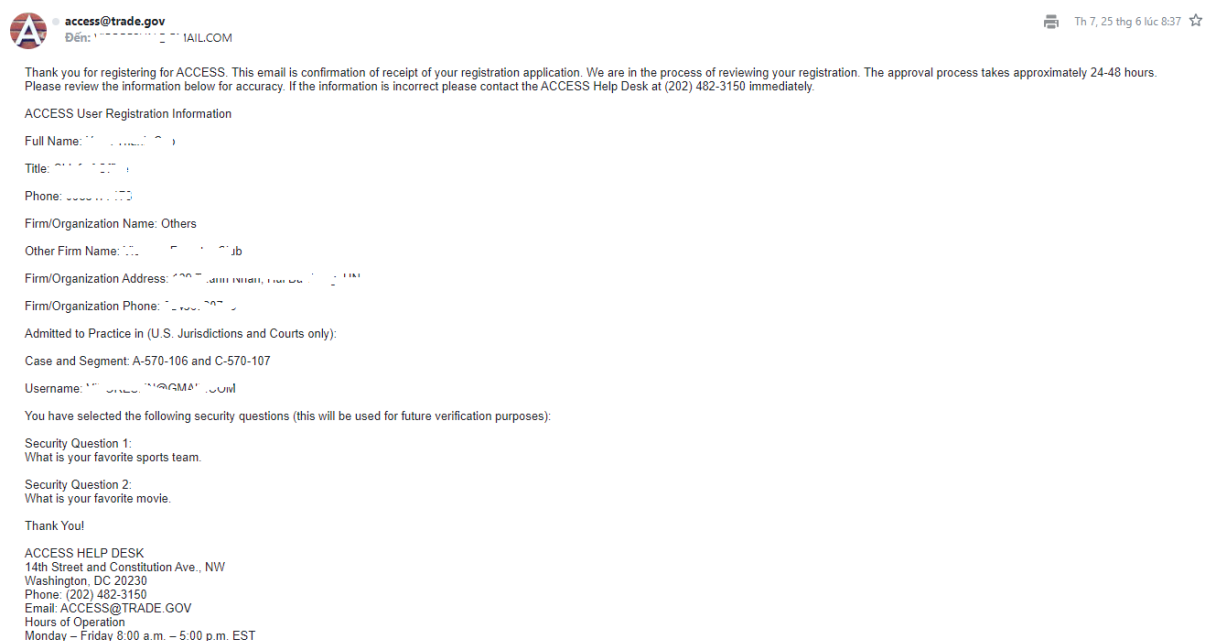 access@trade.gov
Đến: MAIL.COM
Th 7, 25 thg 6 lúc 8:37
Thank you for registering for ACCESS. This email is confirmation of receipt of your registration application. We are in the process of reviewing your registration. The approval process takes approximately 24-48 hours.
Please review the information below for accuracy. If the information is incorrect please contact the ACCESS Help Desk at (202) 482-3150 immediately.
ACCESS User Registration Information
Full Name:
Title:
Phone:
Firm/Organization Name: Others
Other Firm Name:
Firm/Organization Address:
Firm/Organization Phone:
Admitted to Practice in (U.S. Jurisdictions and Courts only):
Case and Segment: A-570-106 and C-570-107
Username:
You have selected the following security questions (this will be used for future verification purposes):
Security Question 1:
What is your favorite sports team.
Security Question 2:
What is your favorite movie.
Thank You!
ACCESS HELP DESK
14th Street and Constitution Ave., NW
Washington, DC 20230
Phone: (202) 482-3150
Email: ACCESS@TRADE.GOV
Hours of Operation
Monday – Friday 8:00 a.m. – 5:00 p.m. EST